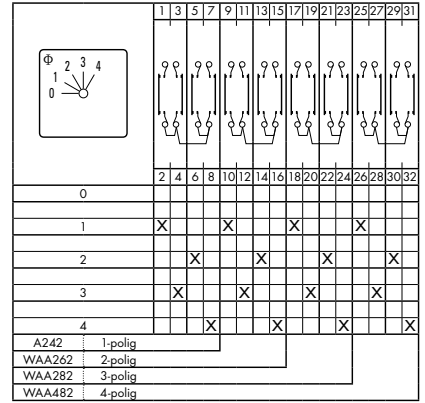 1 3 5 7 9 11 13 15 17 19 21 23 25 27 29 31
Φ
0 1 2 3 4
2 4 6 8 10 12 14 16 18 20 22 24 26 28 30 32
0
1 X X X X
2 X X X X
3 X X X X
4 X X X X
A242 1-polig
WAA262 2-polig
WAA282 3-polig
WAA482 4-polig